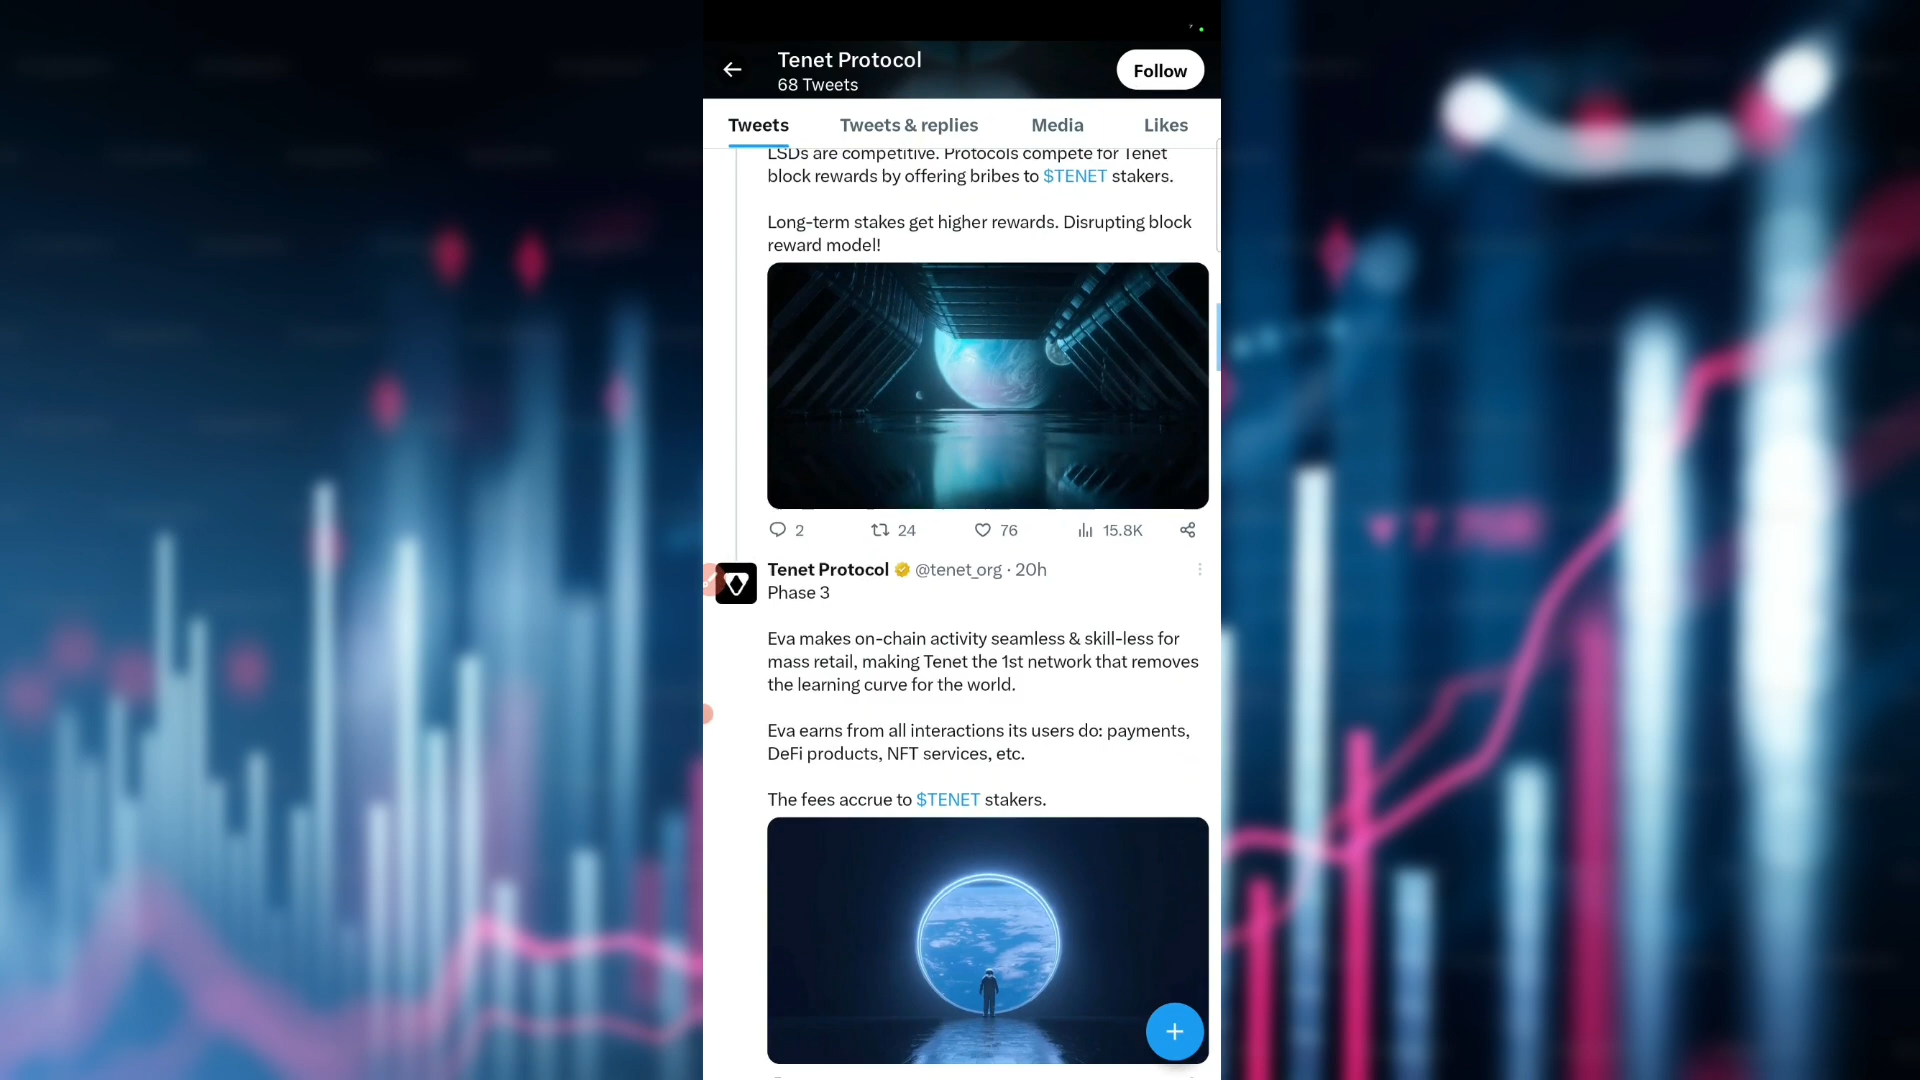 Tenet Protocol
68 Tweets
Follow
Tweets
Tweets & replies
Media
Likes
LSDs are competitive. Protocols compete for Tenet
block rewards by offering bribes to $TENET stakers.
Long-term stakes get higher rewards. Disrupting block
reward model!
2
24
76
15.8K
Tenet Protocol @tenet_org · 20h
Phase 3
Eva makes on-chain activity seamless & skill-less for
mass retail, making Tenet the 1st network that removes
the learning curve for the world.
Eva earns from all interactions its users do: payments,
DeFi products, NFT services, etc.
The fees accrue to $TENET stakers.